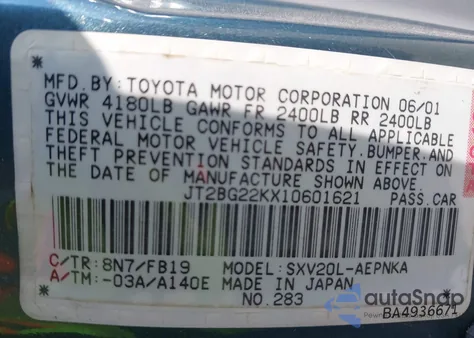 MFD.BY:TOYOTA MOTOR CORPORATION 06/01
GVWR 4180LB GAWR FR 2400LB RR 2400LB
THIS VEHICLE CONFORMS TO ALL APPLICABLE
FEDERAL MOTOR VEHICLE SAFETY,BUMPER,AND
THEFT PREVENTION STANDARDS IN EFFECT ON
THE DATE OF MANUFACTURE SHOWN ABOVE.
JT2BG22KX10601621 PASS.CAR
C/TR:8N7/FB19 MODEL:SXV20L-AEPNKA
A/TM:-03A/A140E MADE IN JAPAN
NO.283
autoSnap
BA4936671